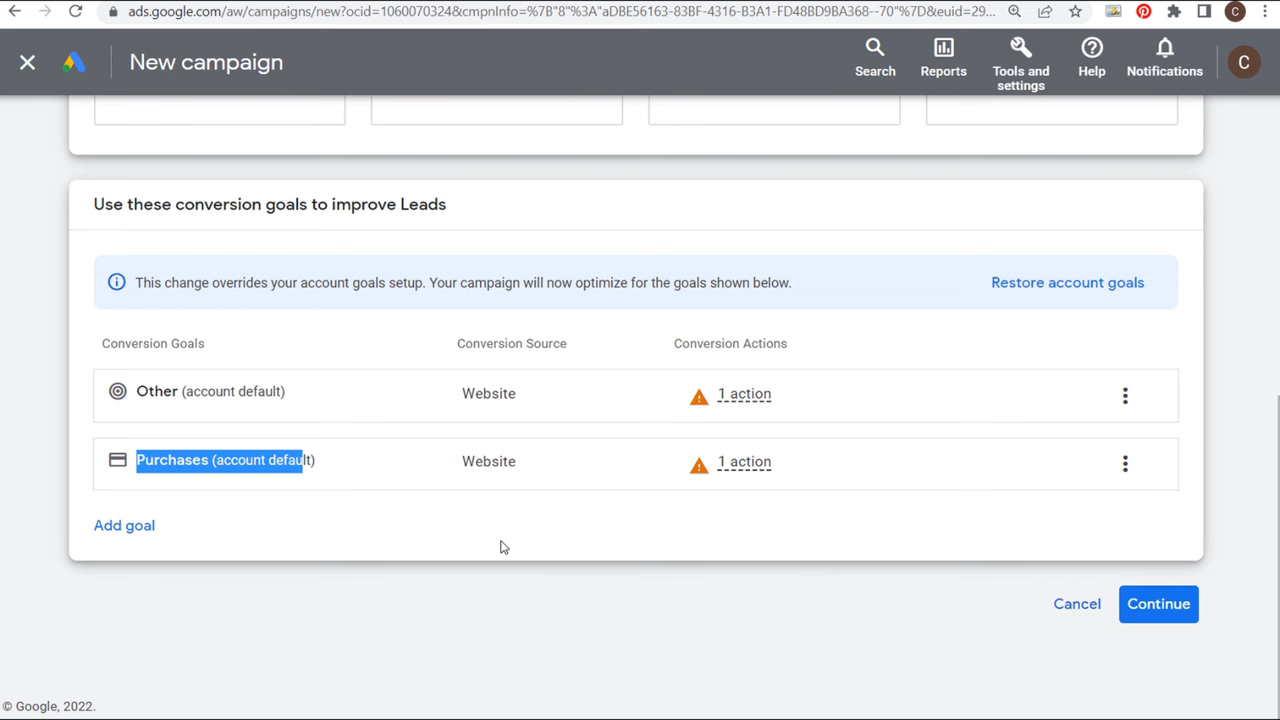 ads.google.com/aw/campaigns/new?ocid=1060070324&cmpnInfo=%7B"8"%3A"aDBE56163-83BF-4316-B3A1-FD48BD9BA368--70"%7D&euid=29...
C
New campaign
Search
Reports
Tools and settings
Help
Notifications
C
Use these conversion goals to improve Leads
This change overrides your account goals setup. Your campaign will now optimize for the goals shown below.
Restore account goals
Conversion Goals
Conversion Source
Conversion Actions
Other (account default)
Website
1 action
Purchases (account default)
Website
1 action
Add goal
Cancel
Continue
© Google, 2022.